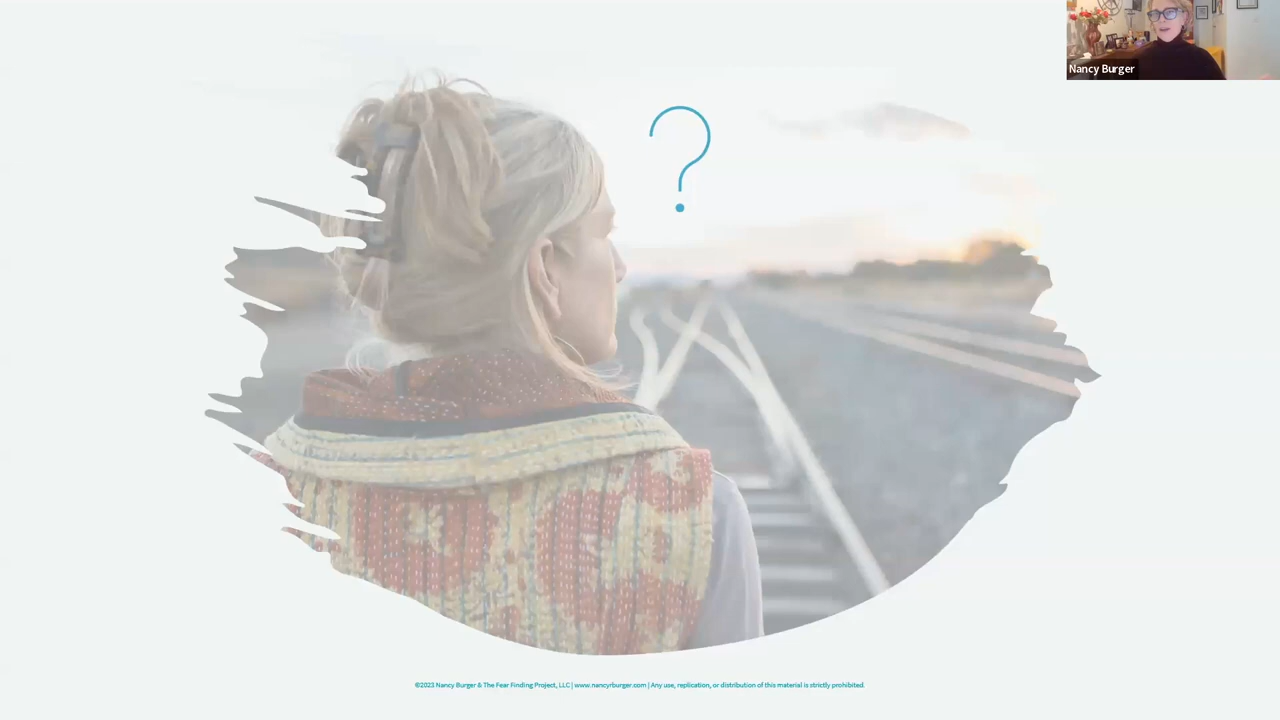 Nancy Burger
?
©2023 Nancy Burger & The Fear Finding Project, LLC | www.nancyrburger.com | Any use, replication, or distribution of this material is strictly prohibited.